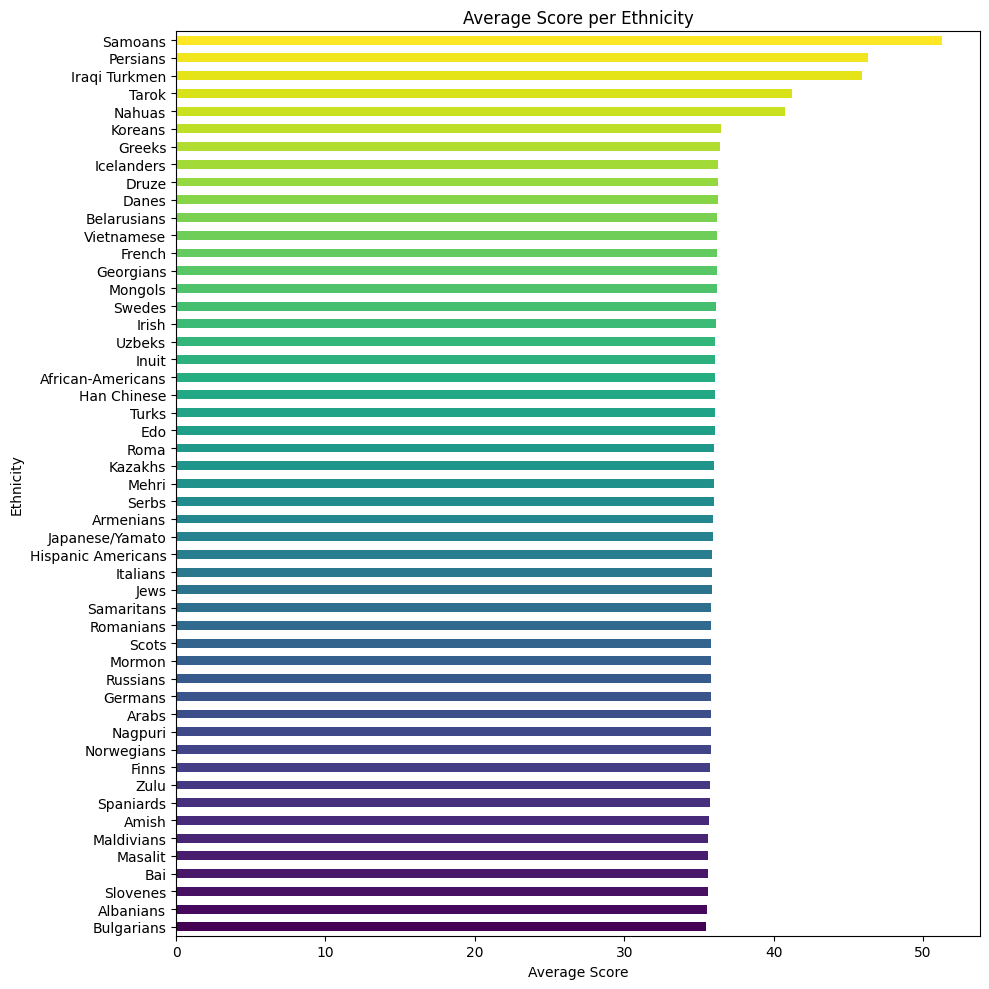 Average Score per Ethnicity
Samoans
Persians
Iraqi Turkmen
Tarok
Nahuas
Koreans
Greeks
Icelanders
Druze
Danes
Belarusians
Vietnamese
French
Georgians
Mongols
Swedes
Irish
Uzbeks
Inuit
African-Americans
Han Chinese
Turks
Edo
Roma
Kazakhs
Mehri
Serbs
Armenians
Japanese/Yamato
Hispanic Americans
Italians
Jews
Samaritans
Romanians
Scots
Mormon
Russians
Germans
Arabs
Nagpuri
Norwegians
Finns
Zulu
Spaniards
Amish
Maldivians
Masalit
Bai
Slovenes
Albanians
Bulgarians
Ethnicity
0 10 20 30 40 50
Average Score